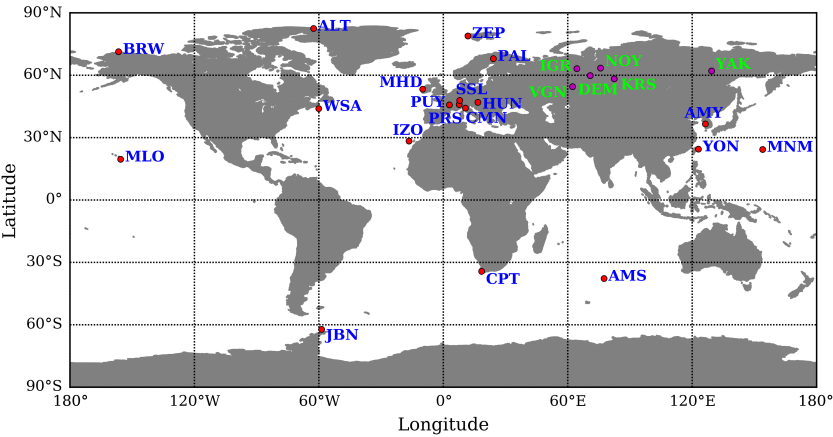 90°N
ALT
ZEP
BRW
PAL
IGR NOY YAK
60°N
MHD SSL VGN DEM KRS
PUY HUN
WSA AMY
PRS CMN
IZO
30°N
YON MNM
MLO
0°
Latitude
30°S
CPT AMS
60°S
JBN
90°S
180° 120°W 60°W 0° 60°E 120°E 180°
Longitude